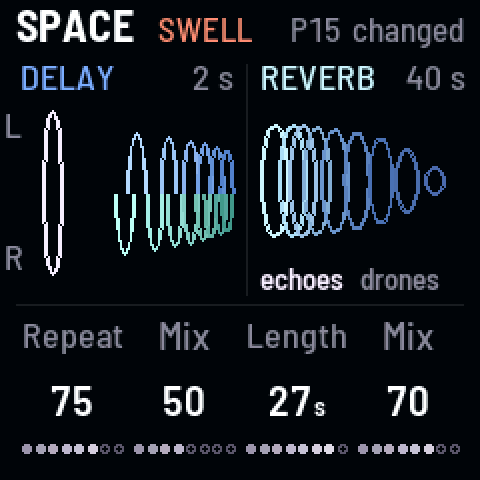 SPACE SWELL P15 changed
DELAY 2 s REVERB 40 s
L
R
echoes drones
Repeat Mix Length Mix
75 50 27s 70